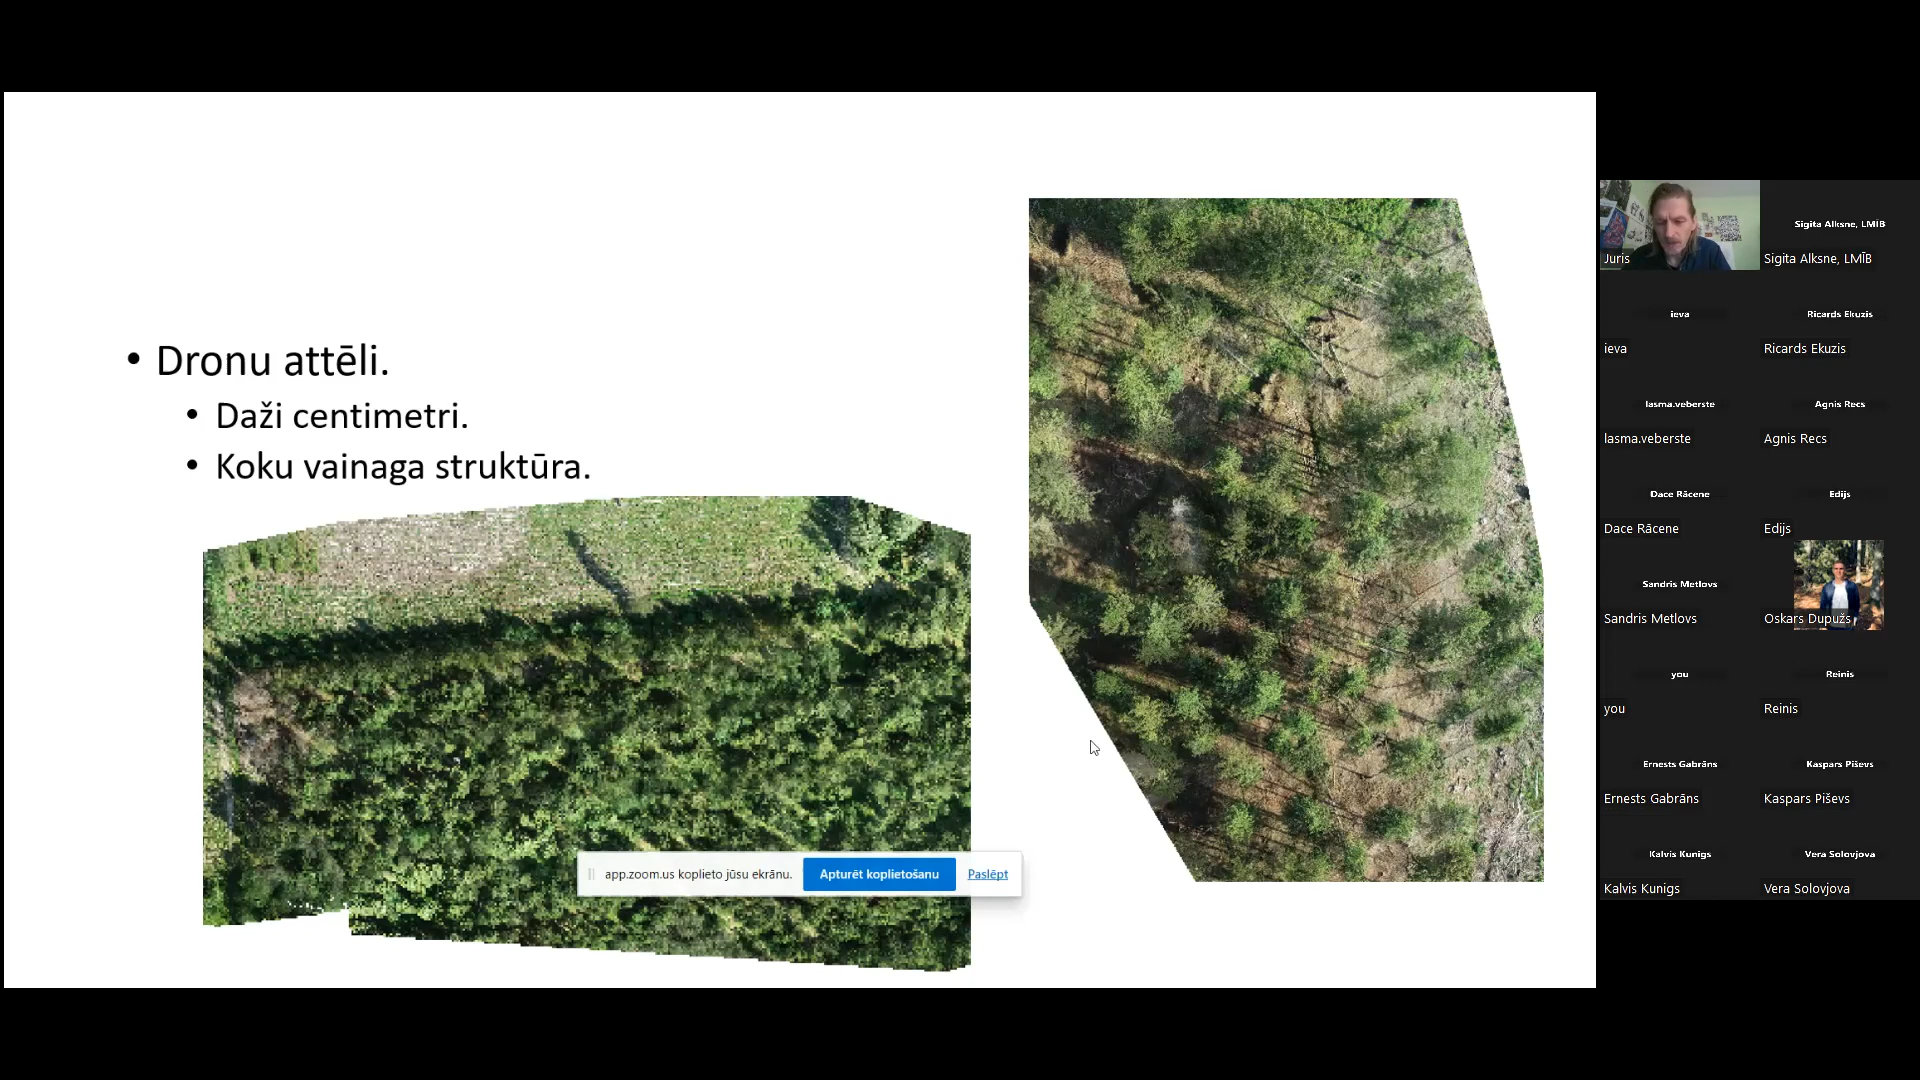 • Dronu attēli.
• Daži centimetri.
• Koku vainaga struktūra.
app.zoom.us koplieto jūsu ekrānu.
Apturēt koplietošanu
Paslēpt
Juris
Sigita Alksne, LMĪB
Sigita Alksne, LMĪB
ieva
ieva
Ricards Ekuzis
Ricards Ekuzis
lasma.veberste
lasma.veberste
Agnis Recs
Agnis Recs
Dace Rācene
Dace Rācene
Edijs
Edijs
Sandris Metlovs
Sandris Metlovs
Oskars Dupužs
you
you
Reinis
Reinis
Ernests Gabrāns
Ernests Gabrāns
Kaspars Piševs
Kaspars Piševs
Kalvis Kunigs
Kalvis Kunigs
Vera Solovjova
Vera Solovjova